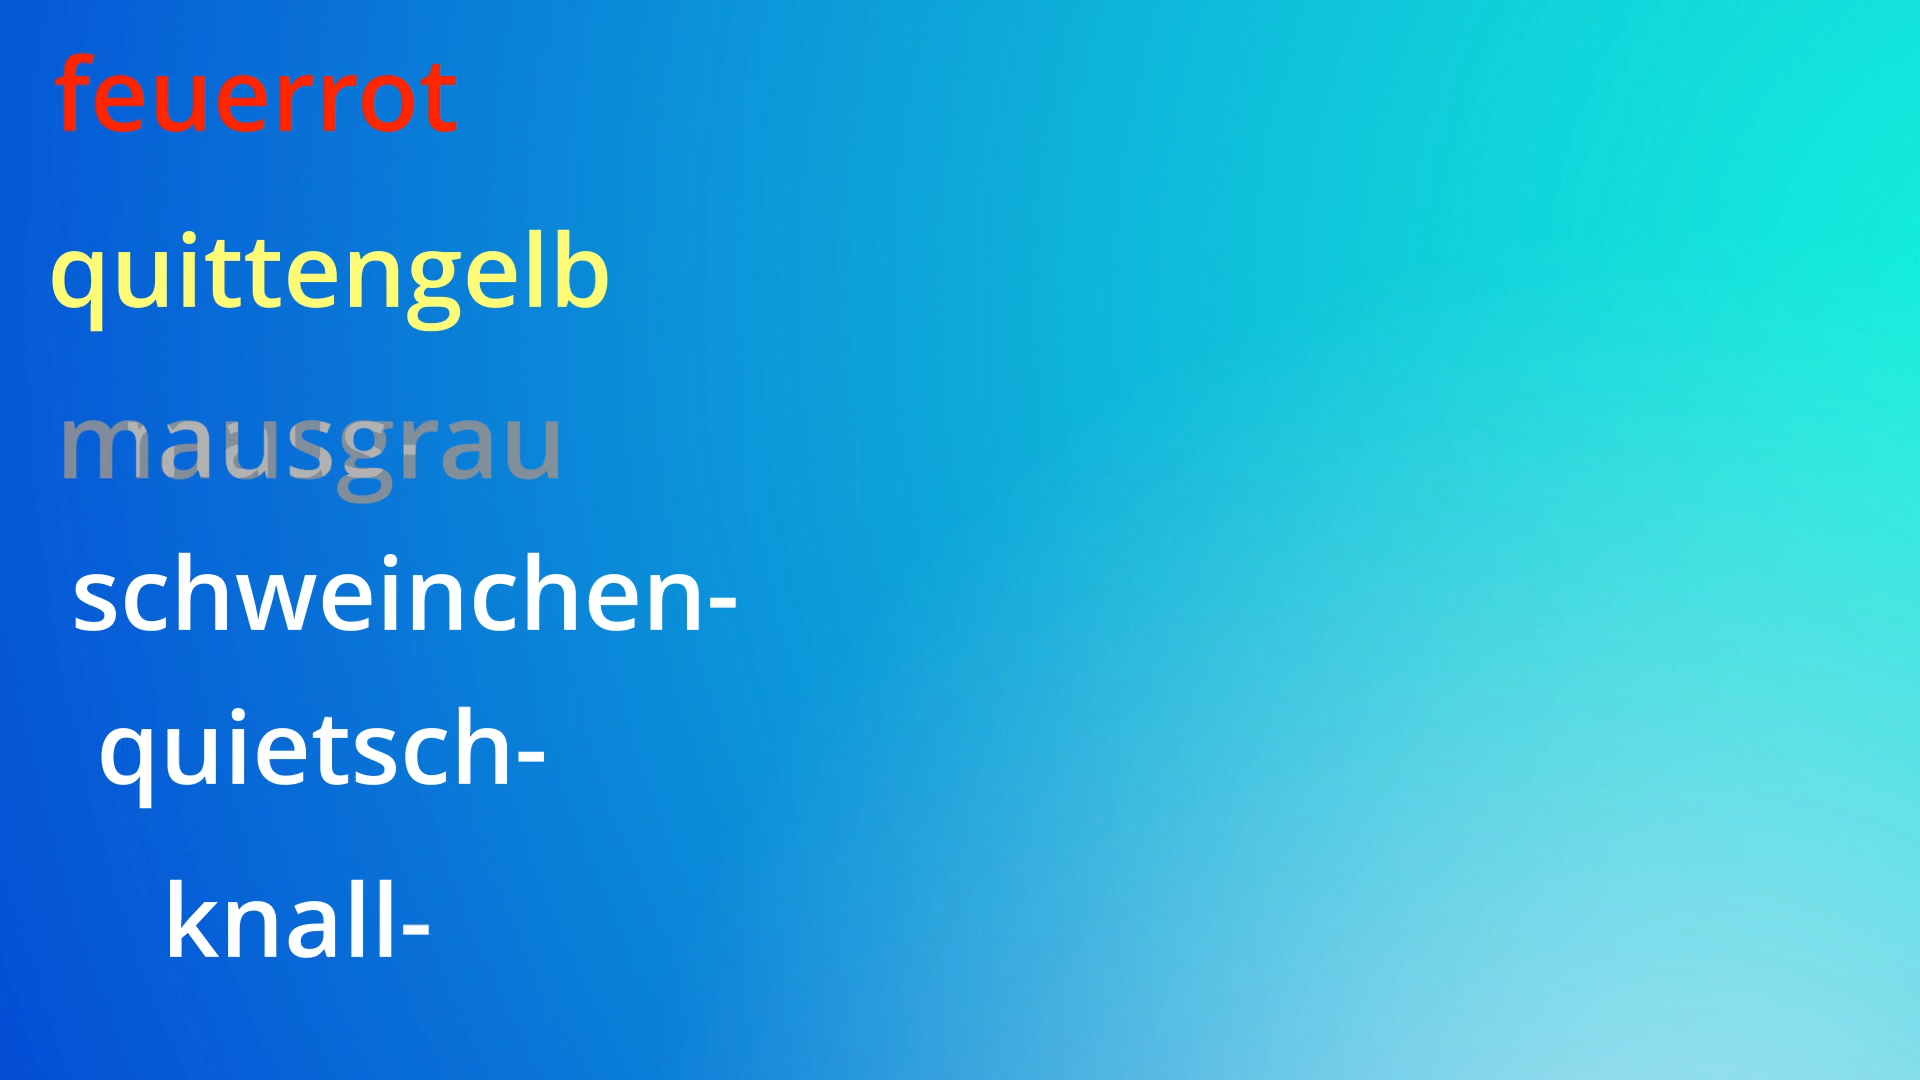 feuerrot
quittengelb
mausgrau
schweinchen-
quietsch-
knall-